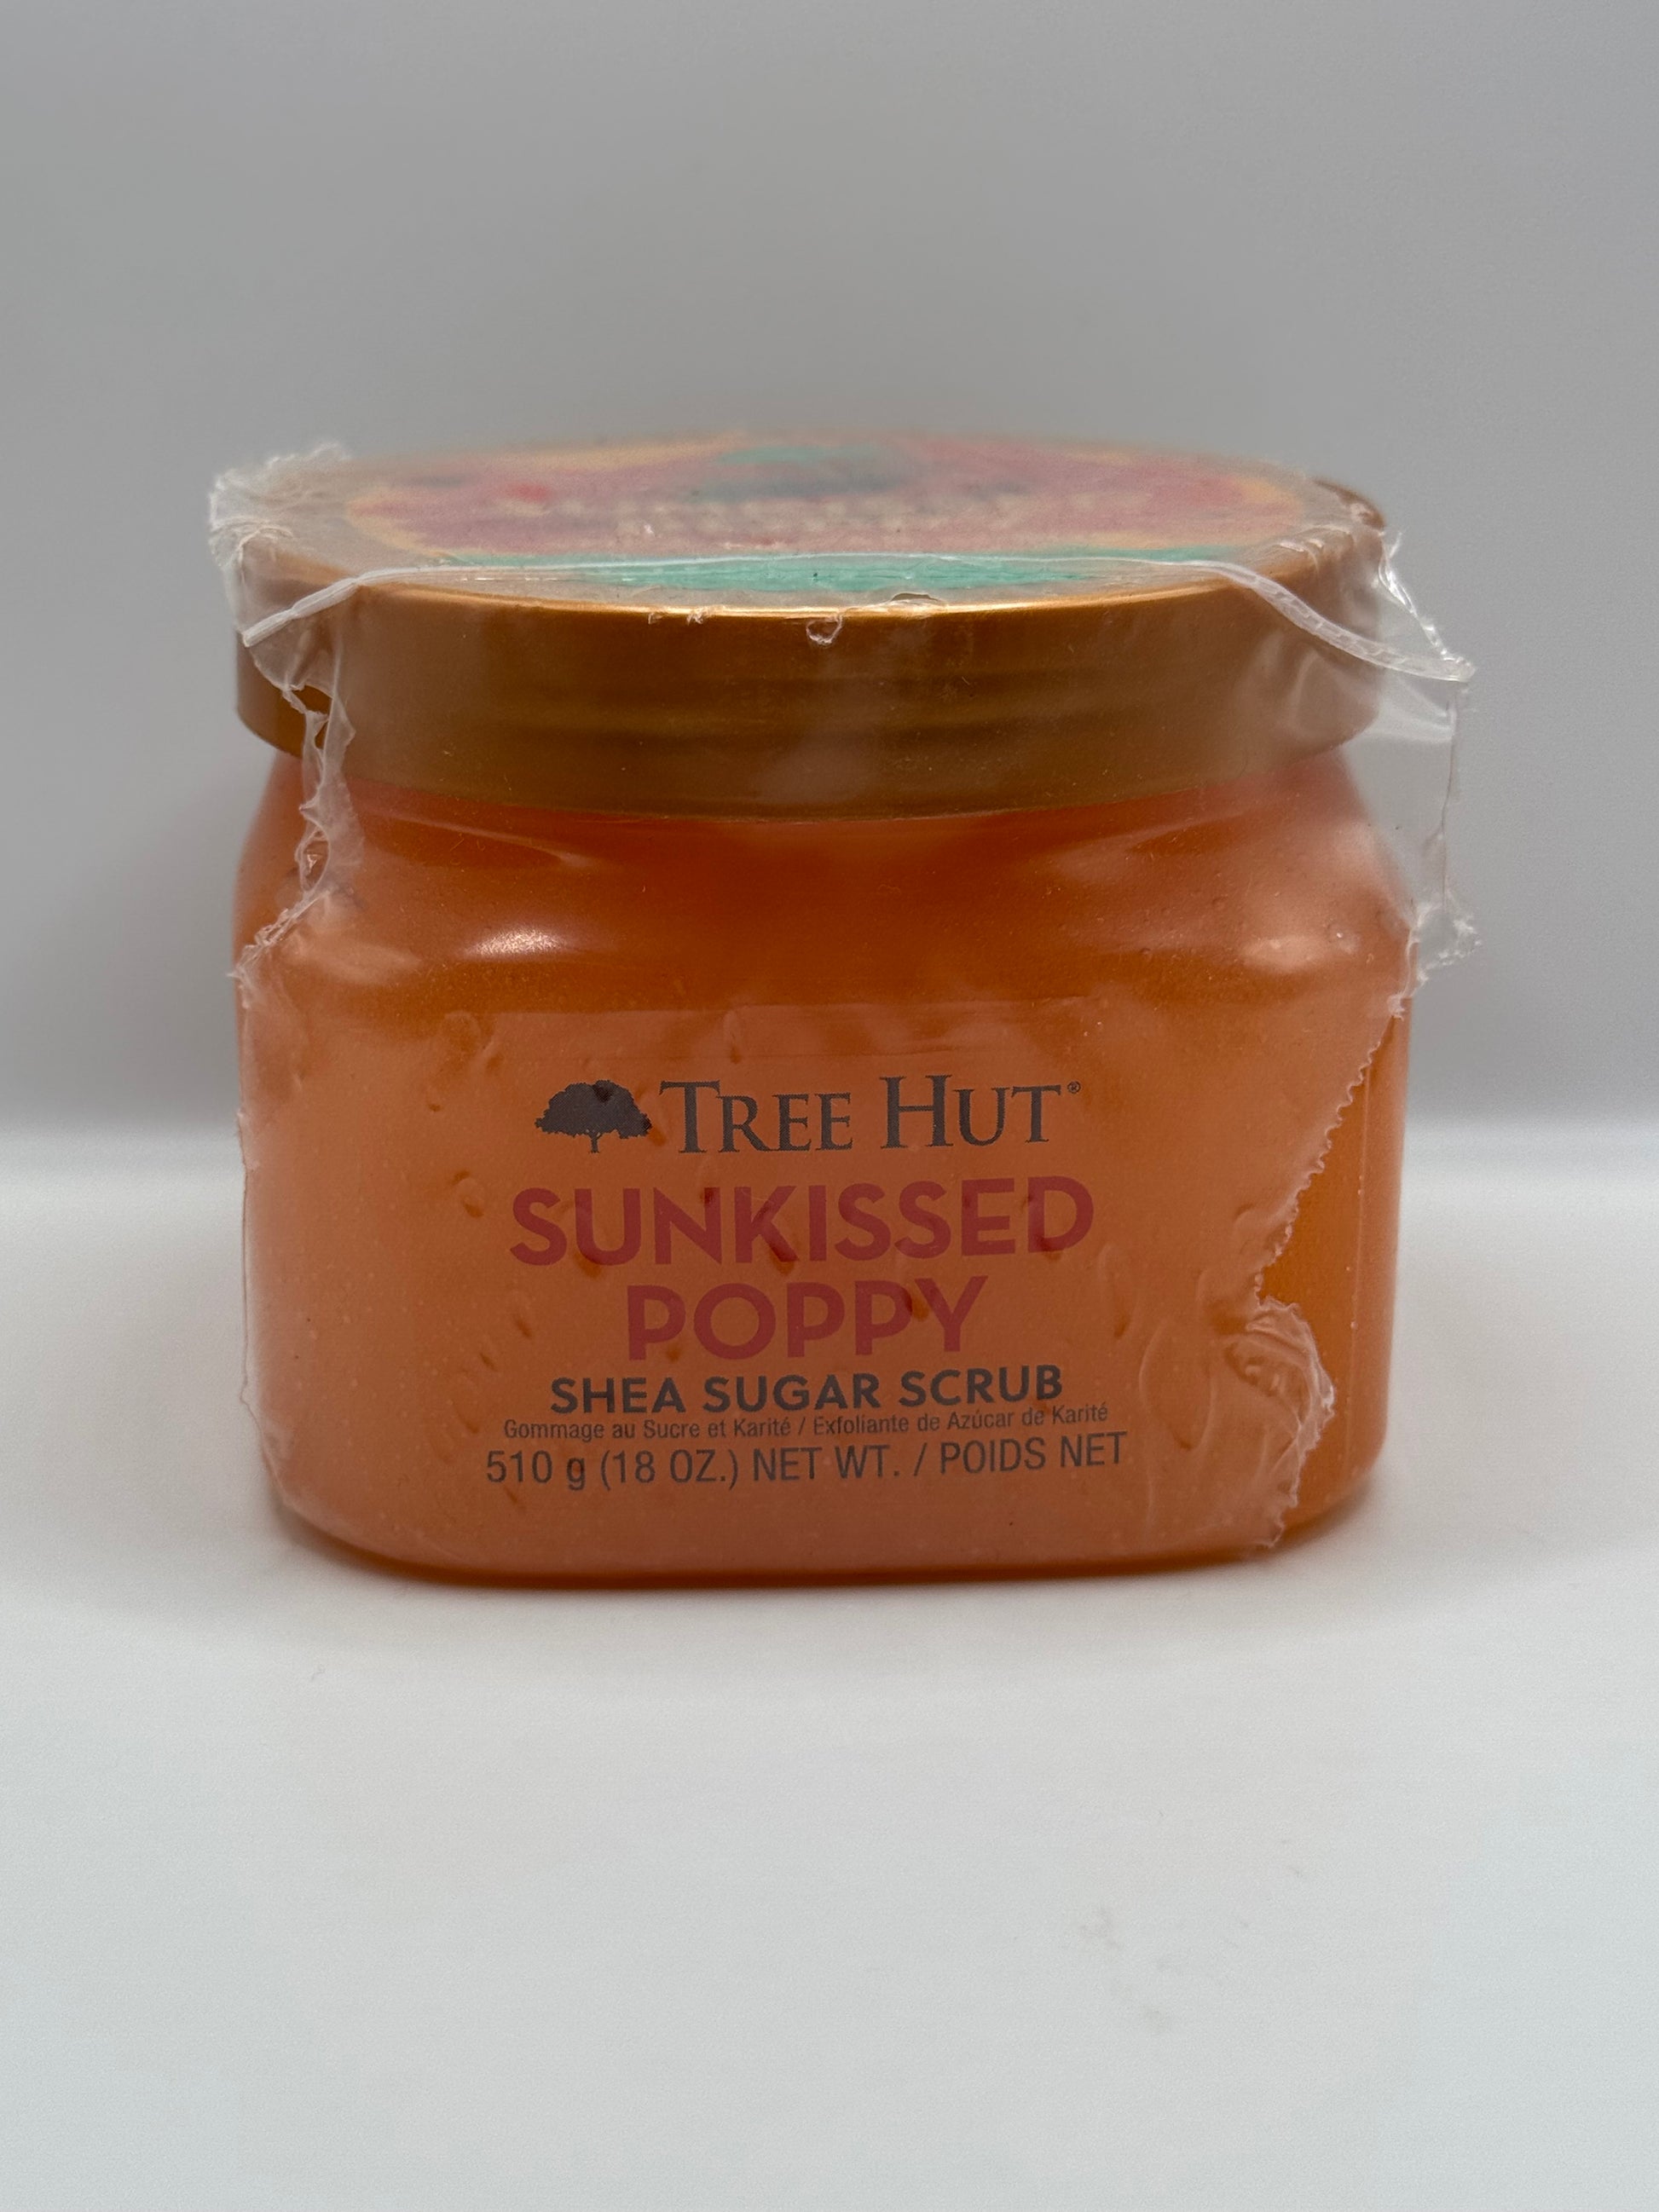 TREE HUT®
SUNKISSED
POPPY
SHEA SUGAR SCRUB
Gommage au Sucre et Karité / Exfoliante de Azúcar de Karité
510 g (18 OZ.) NET WT. / POIDS NET